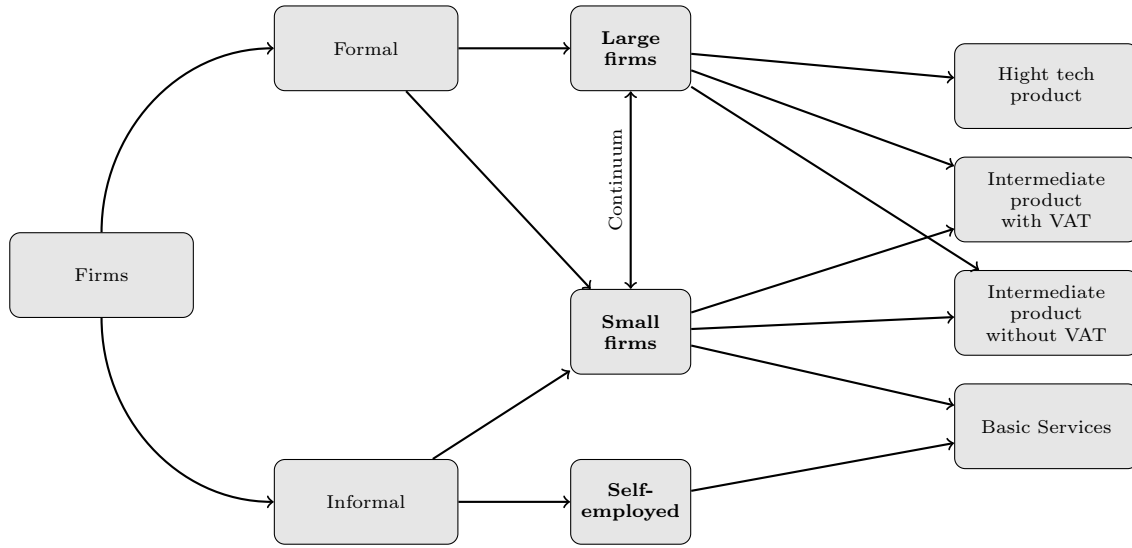 Formal
Large
firms
Hight tech
product
Continuum
Intermediate
product
with VAT
Firms
Small
firms
Intermediate
product
without VAT
Basic Services
Informal
Self-
employed